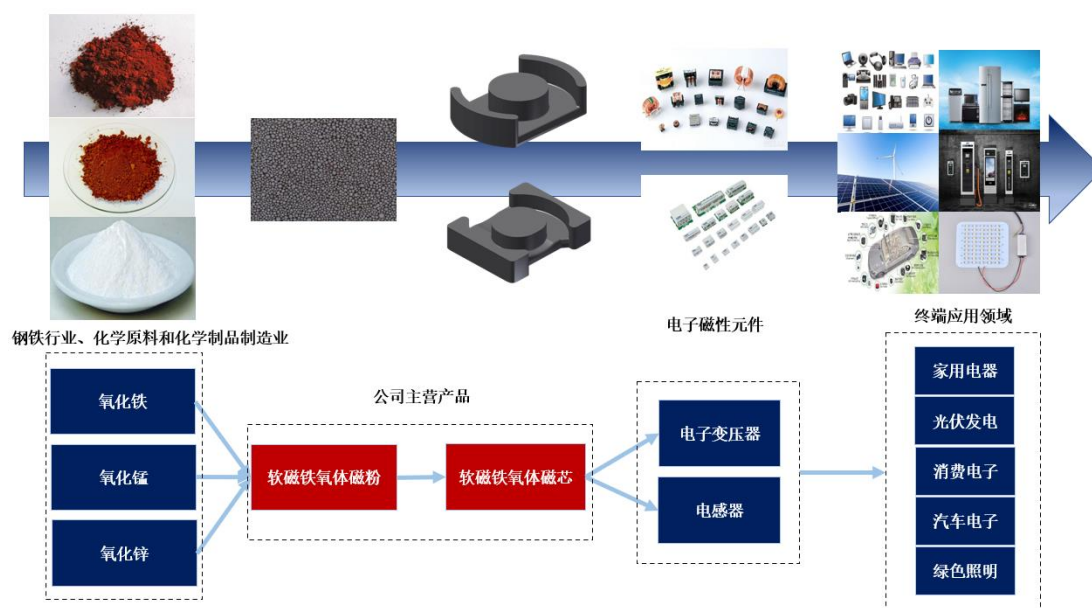 钢铁行业、化学原料和化学制品制造业
氧化铁
氧化锰
氧化锌
公司主营产品
软磁铁氧体磁粉
软磁铁氧体磁芯
电子磁性元件
电子变压器
电感器
终端应用领域
家用电器
光伏发电
消费电子
汽车电子
绿色照明